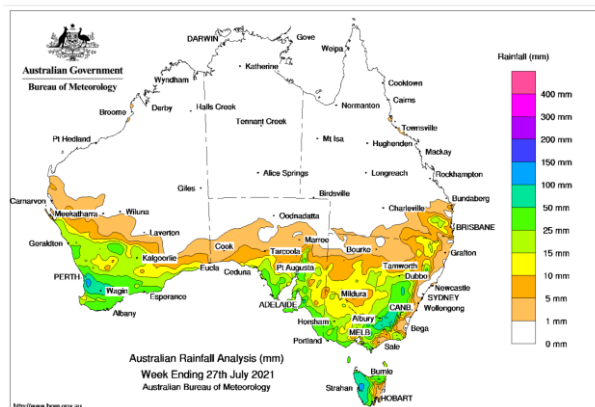 Australian Government
Bureau of Meteorology
DARWIN
Gove
Weipa
Katherine
Wyndham
Cooktown
Cairns
Derby
Halls Creek
Normanton
Broome
Townsville
Tennant Creek
Pt Hedland
Mt Isa
Hughenden
Mackay
Alice Springs
Longreach
Rockhampton
Giles
Birdsville
Carnarvon
Charleville
Bundaberg
Meekatharra
Wiluna
Oodnadatta
BRISBANE
Laverton
Marree
Geraldton
Cook
Tarcoola
Bourke
Grafton
Kalgoorlie
Eucla
Ceduna
Pt Augusta
Tamworth
Dubbo
PERTH
Wagin
Esperance
Mildura
Newcastle
SYDNEY
Albany
ADELAIDE
CANB.
Wollongong
Horsham
Albury
Bega
Portland
MELB
Sale
Burnie
Strahan
HOBART
Australian Rainfall Analysis (mm)
Week Ending 27th July 2021
Australian Bureau of Meteorology
http://www.bom.gov.au
Rainfall (mm)
400 mm
300 mm
200 mm
150 mm
100 mm
50 mm
25 mm
15 mm
10 mm
5 mm
1 mm
0 mm